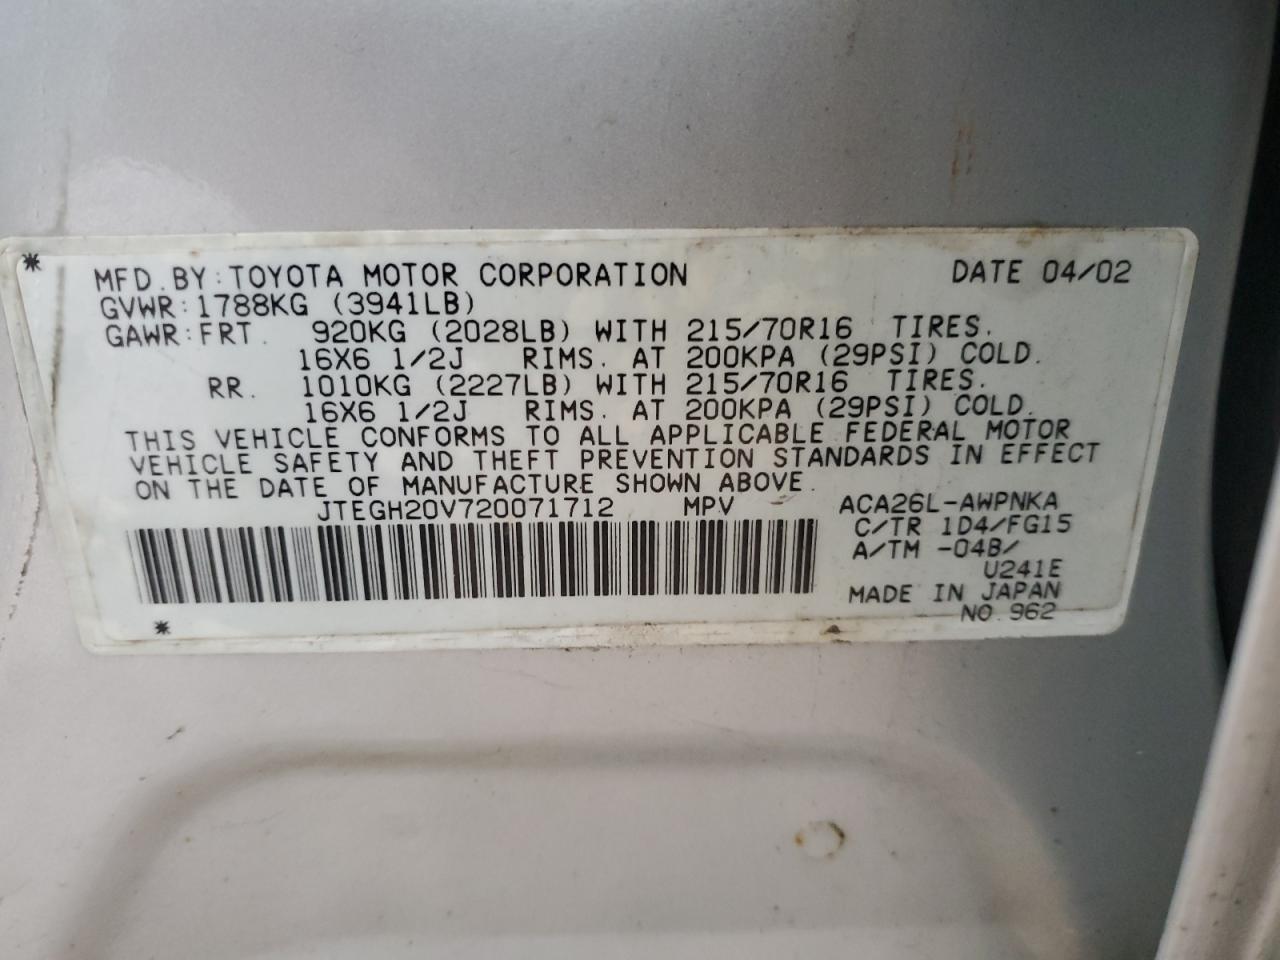 MFD. BY: TOYOTA MOTOR CORPORATION DATE 04/02
GVWR: 1788KG (3941LB)
GAWR: FRT. 920KG (2028LB) WITH 215/70R16 TIRES.
16X6 1/2J RIMS. AT 200KPA (29PSI) COLD.
RR. 1010KG (2227LB) WITH 215/70R16 TIRES.
16X6 1/2J RIMS. AT 200KPA (29PSI) COLD.
THIS VEHICLE CONFORMS TO ALL APPLICABLE FEDERAL MOTOR
VEHICLE SAFETY AND THEFT PREVENTION STANDARDS IN EFFECT
ON THE DATE OF MANUFACTURE SHOWN ABOVE.
JTEGH20V720071712 MPV ACA26L-AWPNKA
C/TR 1D4/FG15
A/TM -04B/
U241E
MADE IN JAPAN
NO.962